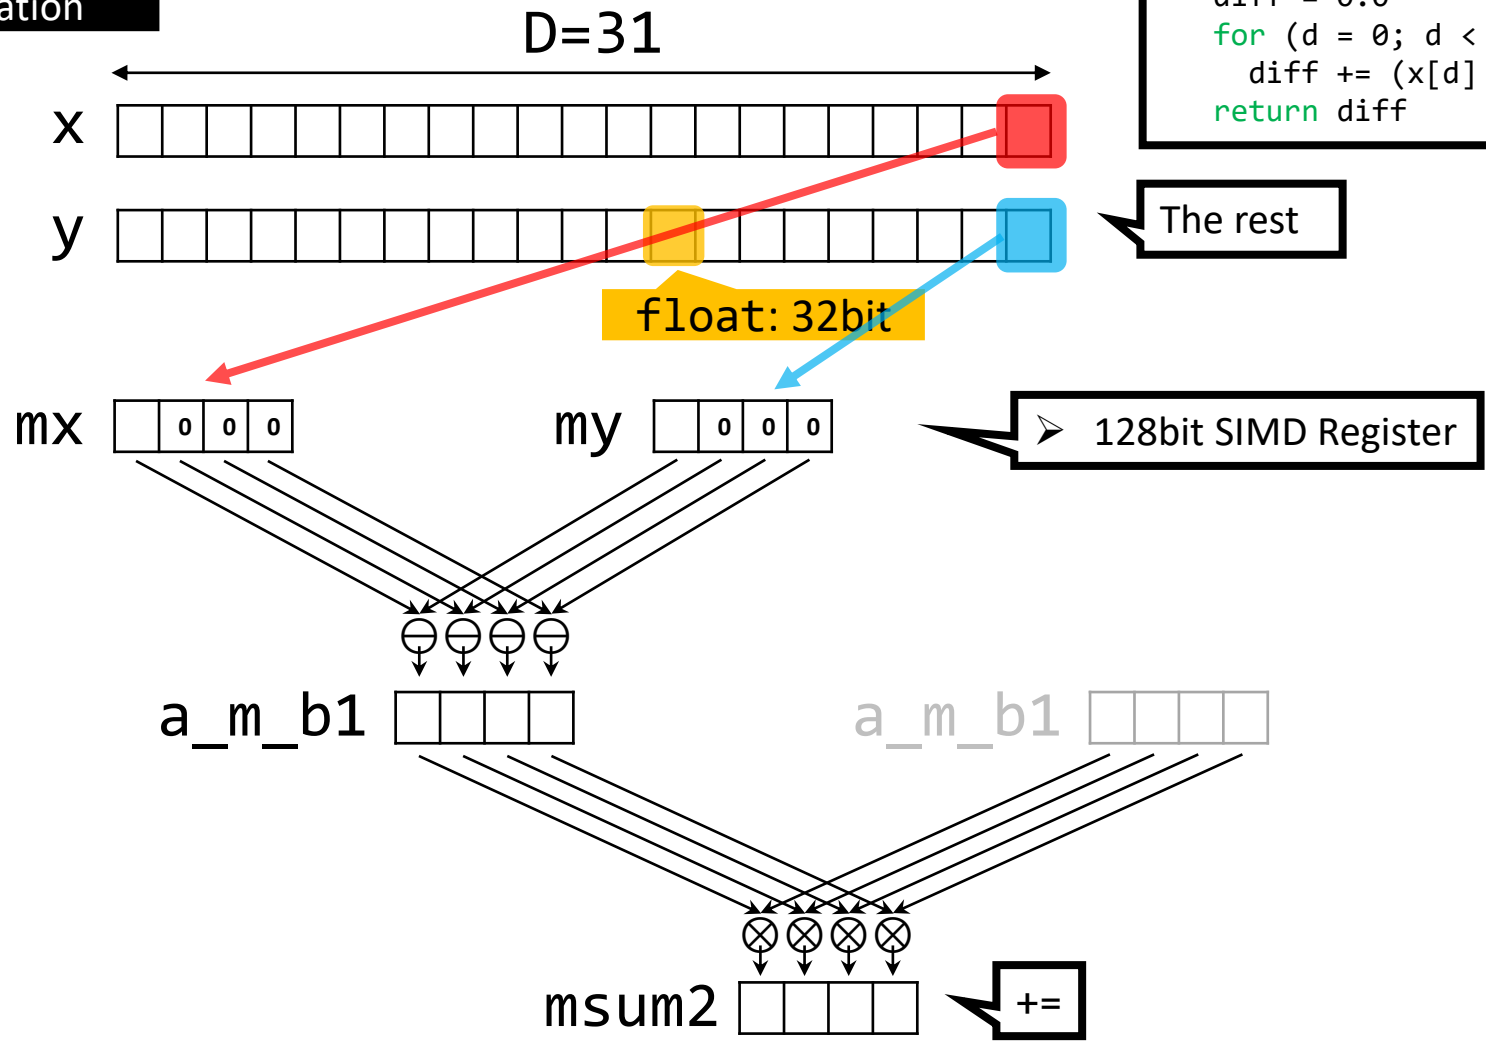 D=31
for (d = 0; d <
diff += (x[d]
return diff
x
y
The rest
float: 32bit
mx 0 0 0
my 0 0 0
➢ 128bit SIMD Register
a_m_b1
a_m_b1
msum2
+=